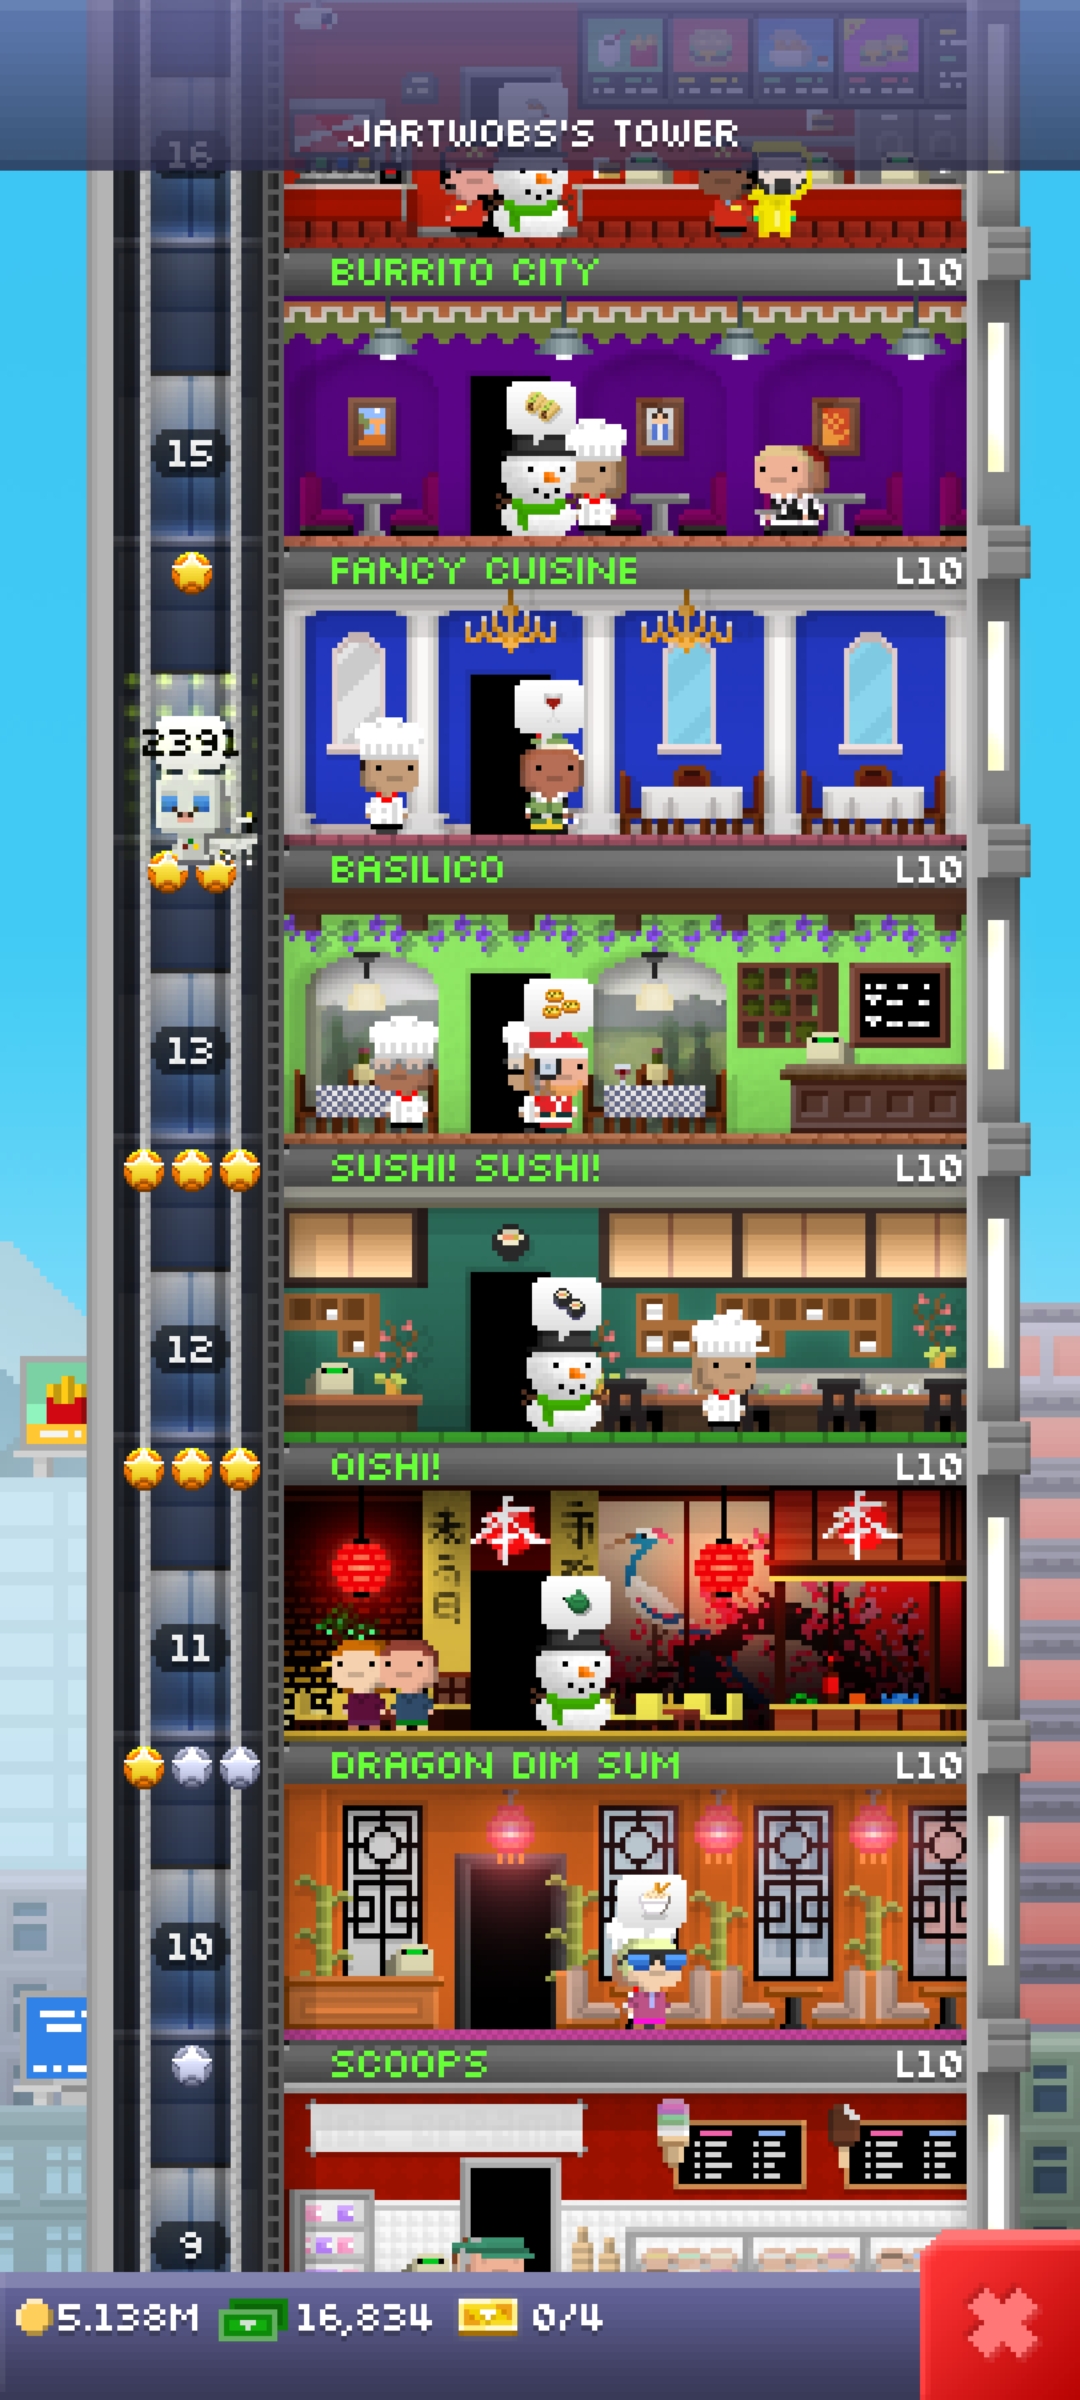 JARTWOBS'S TOWER
16
BURRITO CITY L10
15
FANCY CUISINE L10
2391
BASILICO L10
13
SUSHI! SUSHI! L10
12
OISHI! L10
11
DRAGON DIM SUM L10
10
SCOOPS L10
9
5.138M 16,834 0/4